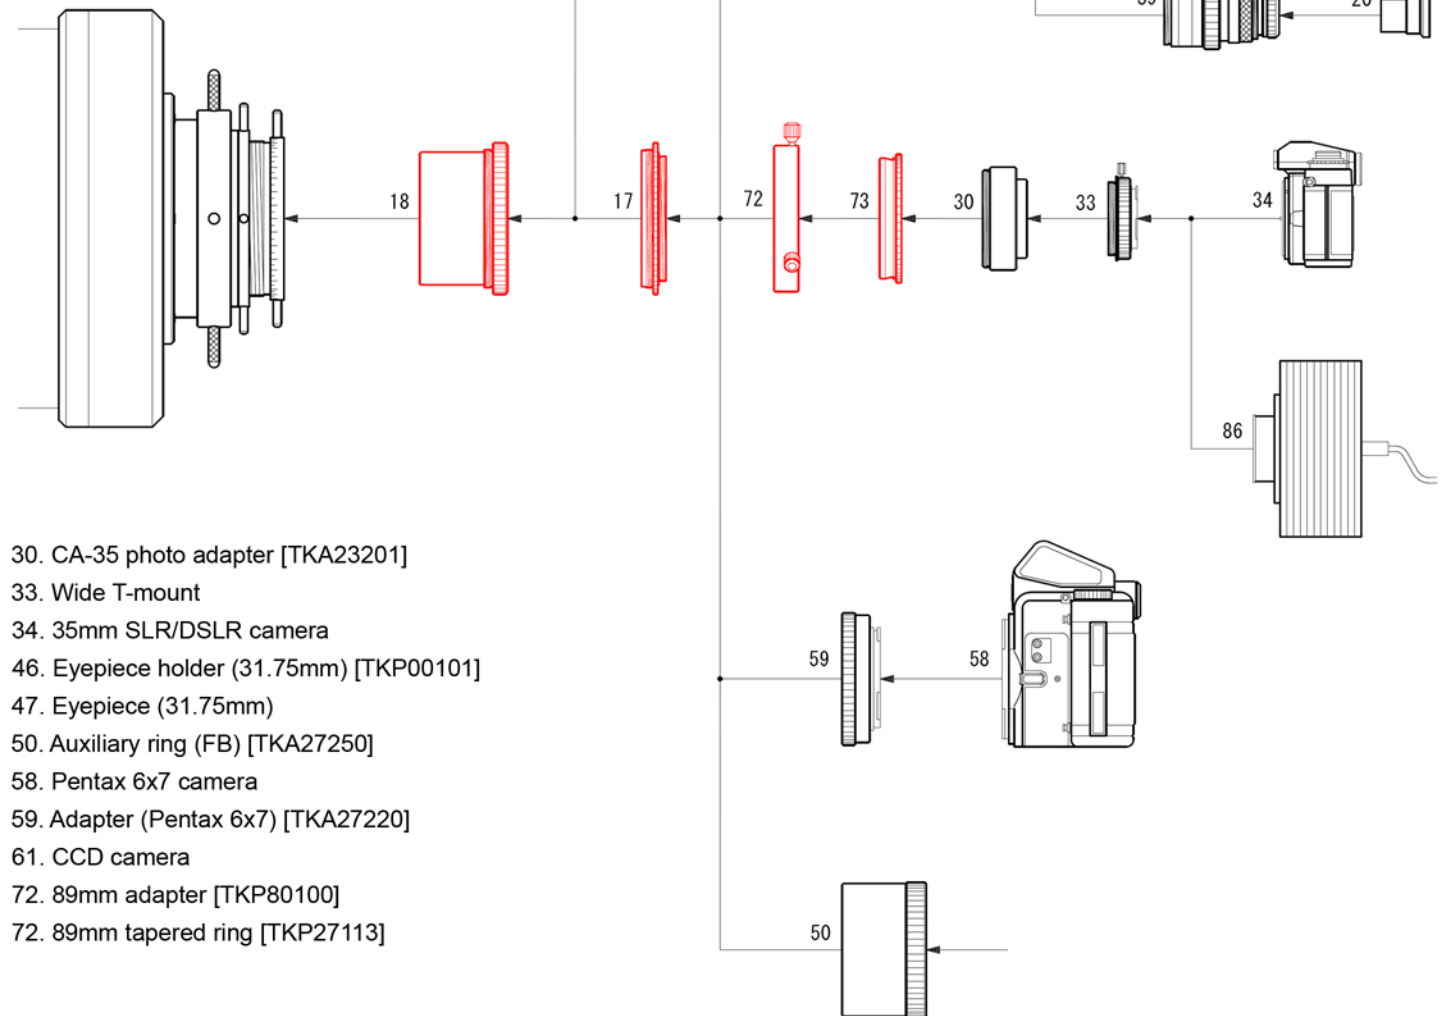 59
20
18
17
72
73
30
33
34
86
59
58
50
30. CA-35 photo adapter [TKA23201]
33. Wide T-mount
34. 35mm SLR/DSLR camera
46. Eyepiece holder (31.75mm) [TKP00101]
47. Eyepiece (31.75mm)
50. Auxiliary ring (FB) [TKA27250]
58. Pentax 6x7 camera
59. Adapter (Pentax 6x7) [TKA27220]
61. CCD camera
72. 89mm adapter [TKP80100]
72. 89mm tapered ring [TKP27113]